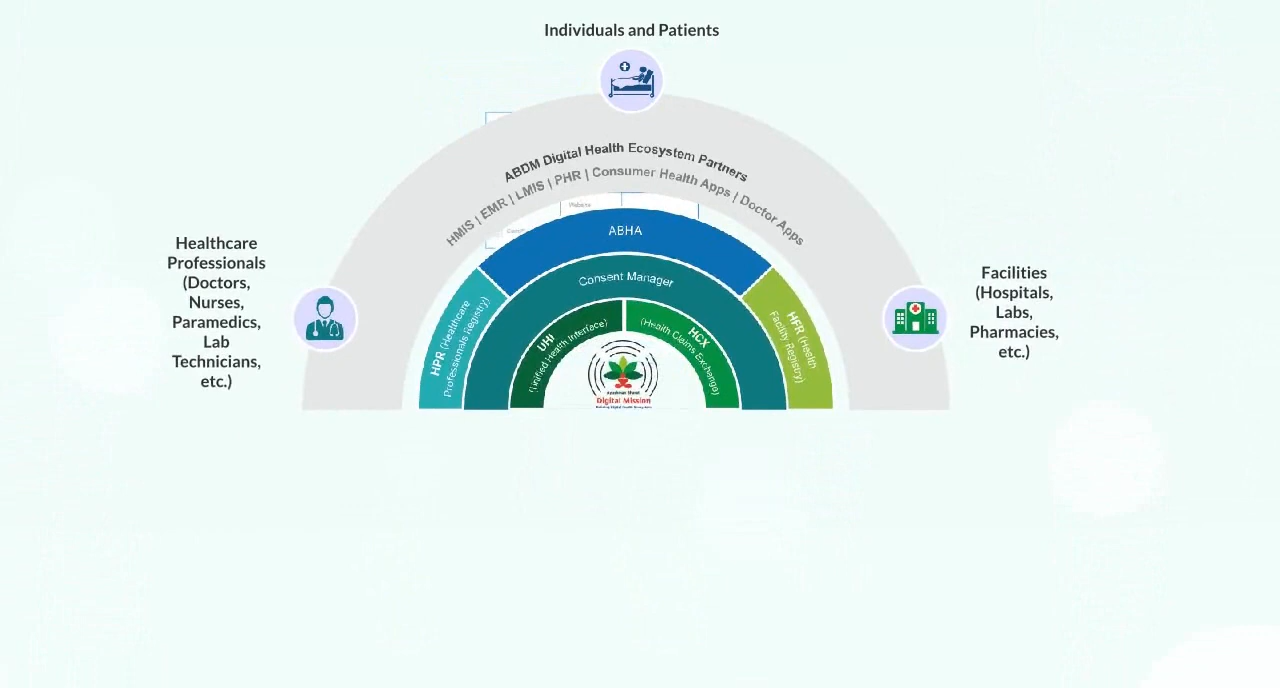 Individuals and Patients
ABDM Digital Health Ecosystem Partners
HMIS | EMR | LMIS | PHR | Consumer Health Apps | Doctor Apps
Website
ABHA
Consent Manager
Healthcare
Professionals
(Doctors,
Nurses,
Paramedics,
Lab
Technicians,
etc.)
HPR (Healthcare
Professionals Registry)
UHI
(Unified Health Interface)
HCX
(Health Claims Exchange)
HFR (Health
Facility Registry)
Facilities
(Hospitals,
Labs,
Pharmacies,
etc.)
Digital Mission